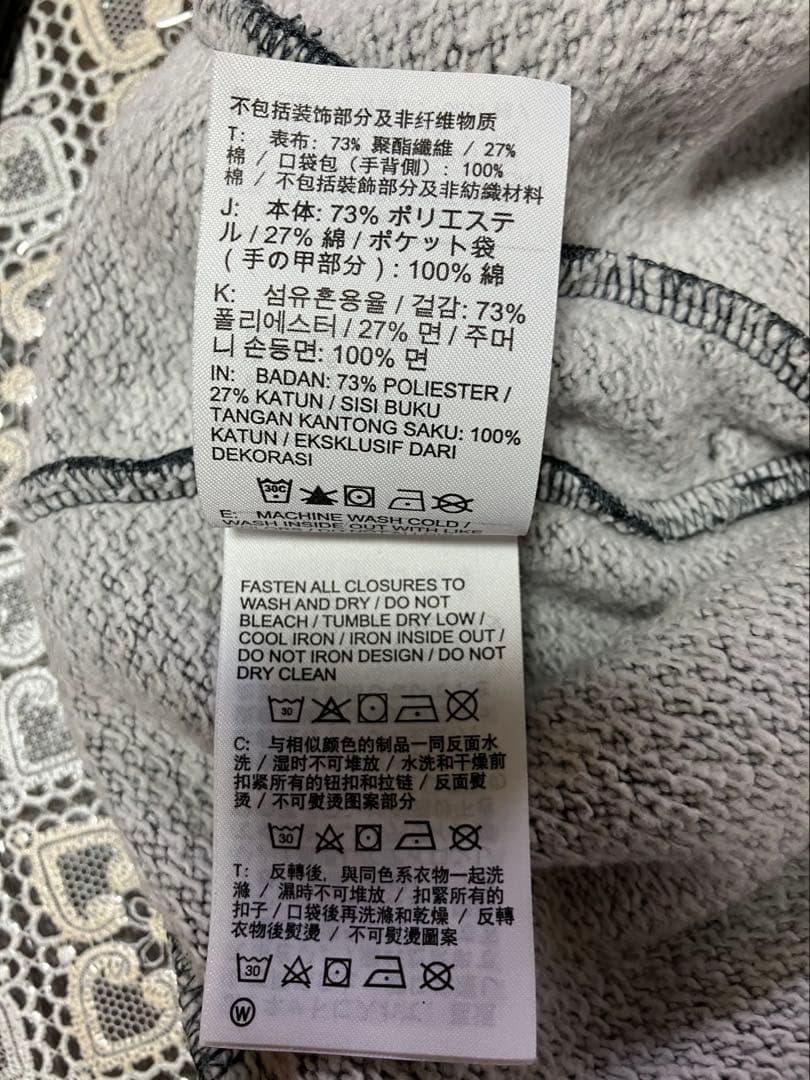 不包括装饰部分及非纤维物质
T: 表布: 73% 聚酯纖維 / 27%
棉 / 口袋包 (手背側) : 100%
棉 / 不包括裝飾部分及非紡織材料
J: 本体: 73% ポリエステ
ル / 27% 綿 / ポケット袋
( 手の甲部分 ) : 100% 綿
K: 섬유혼용율 / 겉감: 73%
폴리에스터 / 27% 면 / 주머
니 손등면: 100% 면
IN: BADAN: 73% POLIESTER /
27% KATUN / SISI BUKU
TANGAN KANTONG SAKU: 100%
KATUN / EKSKLUSIF DARI
DEKORASI
30C
E: MACHINE WASH COLD /
WASH INSIDE OUT WITH LIKE
FASTEN ALL CLOSURES TO
WASH AND DRY / DO NOT
BLEACH / TUMBLE DRY LOW /
COOL IRON / IRON INSIDE OUT /
DO NOT IRON DESIGN / DO NOT
DRY CLEAN
30
C: 与相似颜色的制品一同反面水
洗 / 湿时不可堆放 / 水洗和干燥前
扣紧所有的钮扣和拉链 / 反面熨
烫 / 不可熨烫图案部分
30
T: 反轉後, 與同色系衣物一起洗
滌 / 濕時不可堆放 / 扣緊所有的
扣子 / 口袋後再洗滌和乾燥 / 反轉
衣物後熨燙 / 不可熨燙圖案
30
W